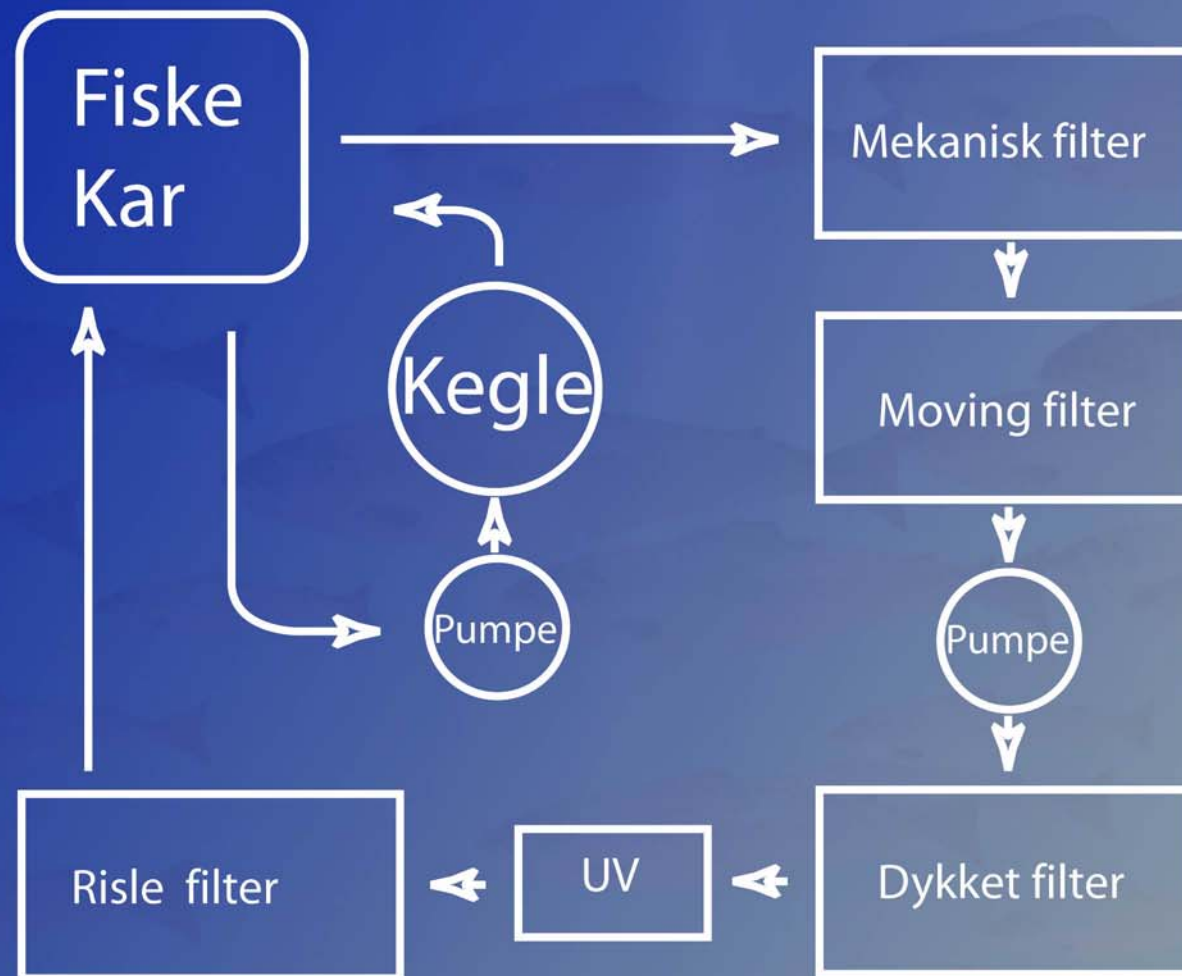 Fiske
Kar
Mekanisk filter
Kegle
Moving filter
Pumpe
Pumpe
Risle filter
UV
Dykket filter